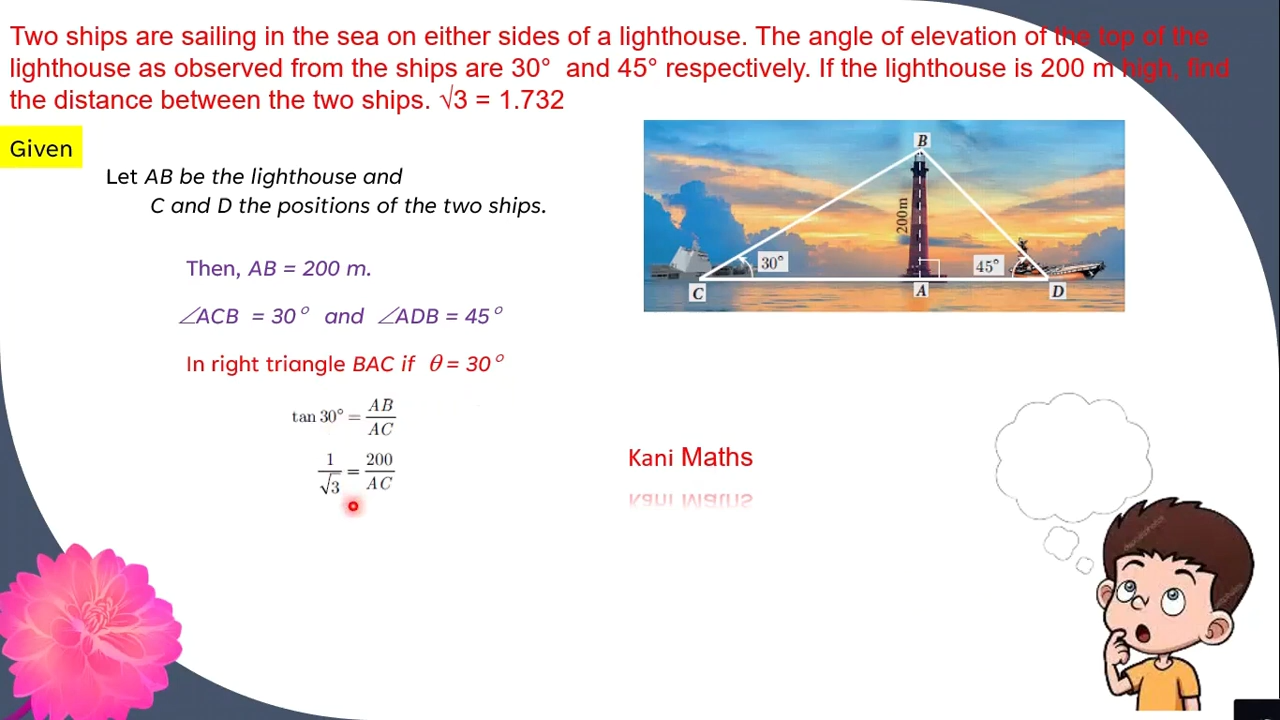 Two ships are sailing in the sea on either sides of a lighthouse. The angle of elevation of the top of the
lighthouse as observed from the ships are 30° and 45° respectively. If the lighthouse is 200 m high, find
the distance between the two ships. √3 = 1.732
Given
Let AB be the lighthouse and
C and D the positions of the two ships.
Then, AB = 200 m.
∠ACB = 30° and ∠ADB = 45°
In right triangle BAC if θ = 30°
tan 30° = AB/AC
1/√3 = 200/AC
B
200m
30°
45°
C
A
D
Kani Maths